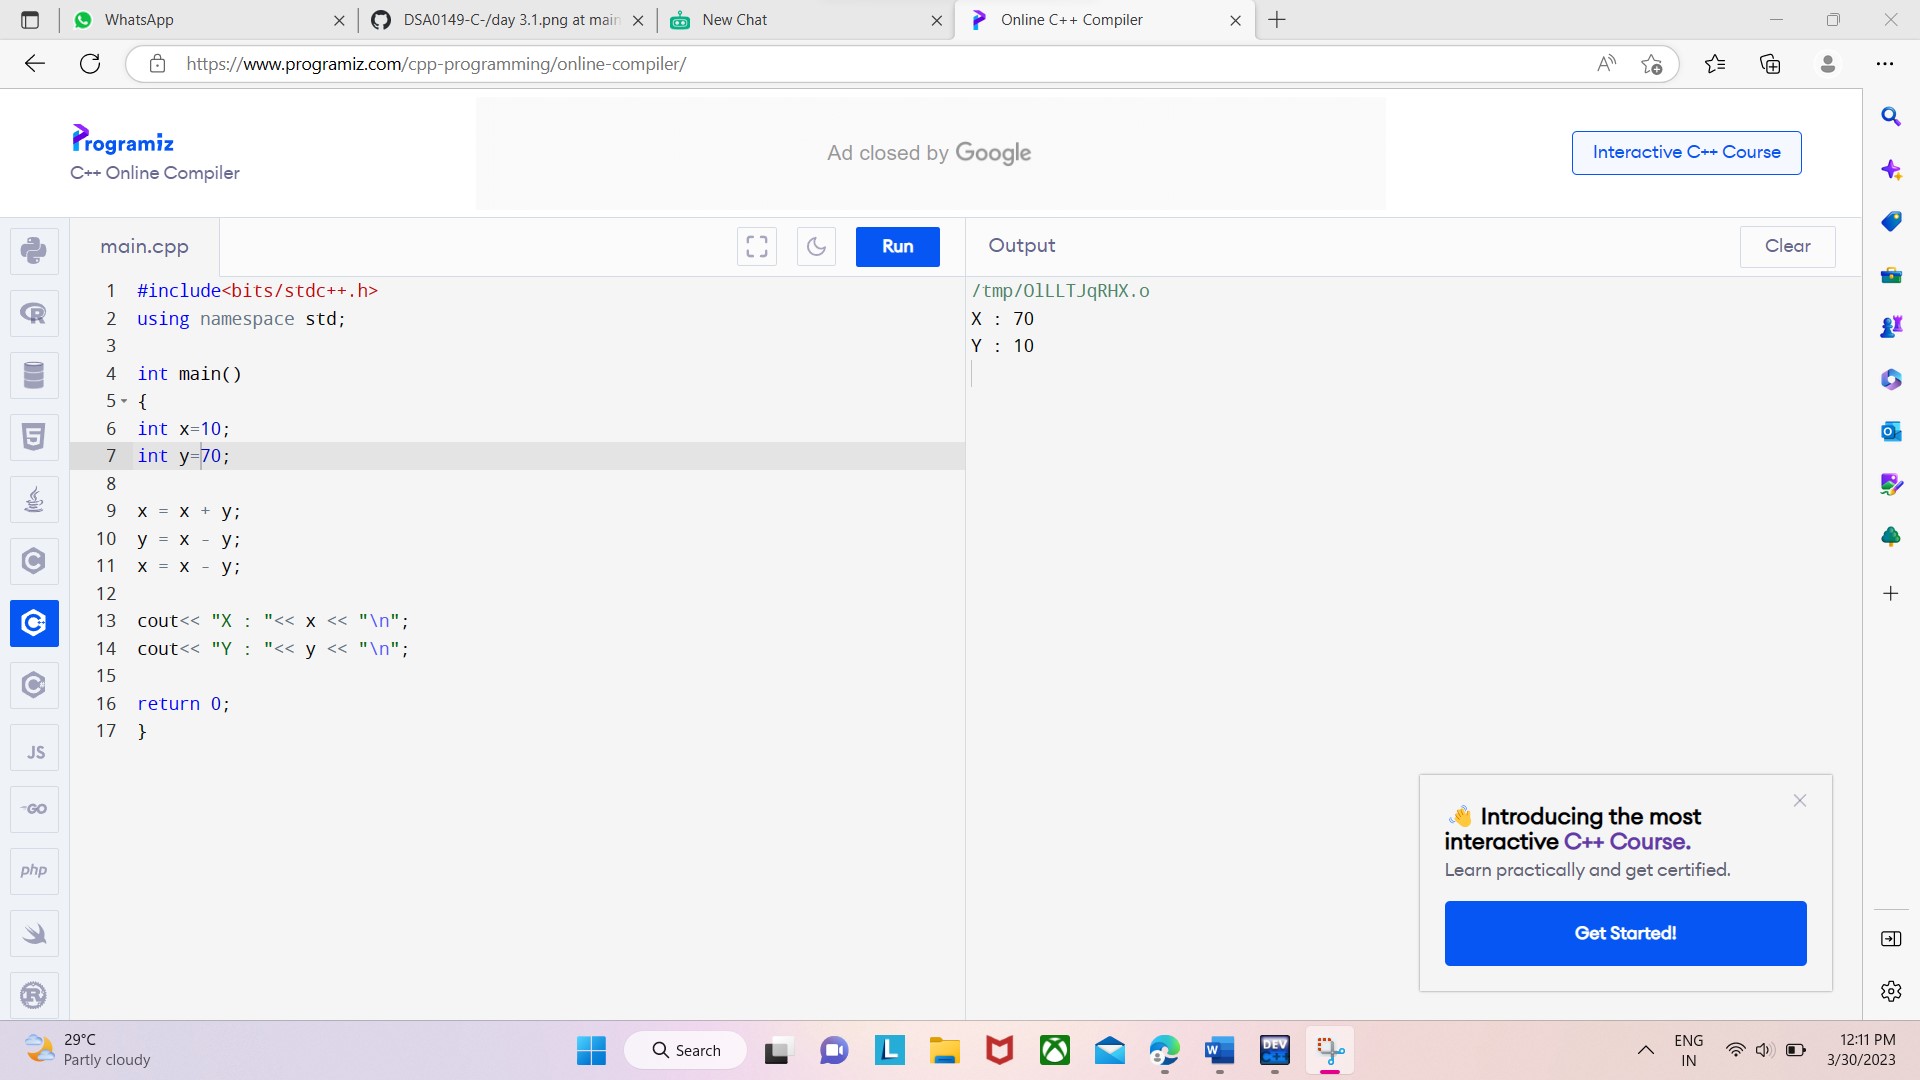 WhatsApp
DSA0149-C-/day 3.1.png at main
New Chat
Online C++ Compiler
https://www.programiz.com/cpp-programming/online-compiler/
Programiz
C++ Online Compiler
Ad closed by Google
Interactive C++ Course
main.cpp
Run
Output
Clear
1 #include<bits/stdc++.h>
2 using namespace std;
3
4 int main()
5 {
6 int x=10;
7 int y=70;
8
9 x = x + y;
10 y = x - y;
11 x = x - y;
12
13 cout<< "X : "<< x << "\n";
14 cout<< "Y : "<< y << "\n";
15
16 return 0;
17 }
/tmp/OlLLTJqRHX.o
X : 70
Y : 10
JS
GO
php
👋 Introducing the most
interactive C++ Course.
Learn practically and get certified.
Get Started!
29°C
Partly cloudy
Search
DEV
C++
ENG
IN
12:11 PM
3/30/2023